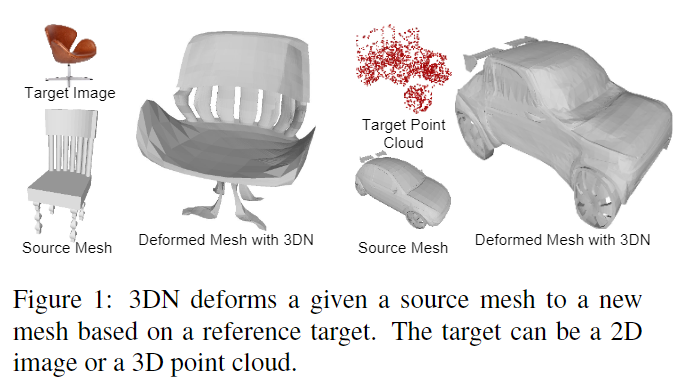 Target Image
Source Mesh
Deformed Mesh with 3DN
Target Point
Cloud
Source Mesh
Deformed Mesh with 3DN
Figure 1: 3DN deforms a given a source mesh to a new
mesh based on a reference target. The target can be a 2D
image or a 3D point cloud.